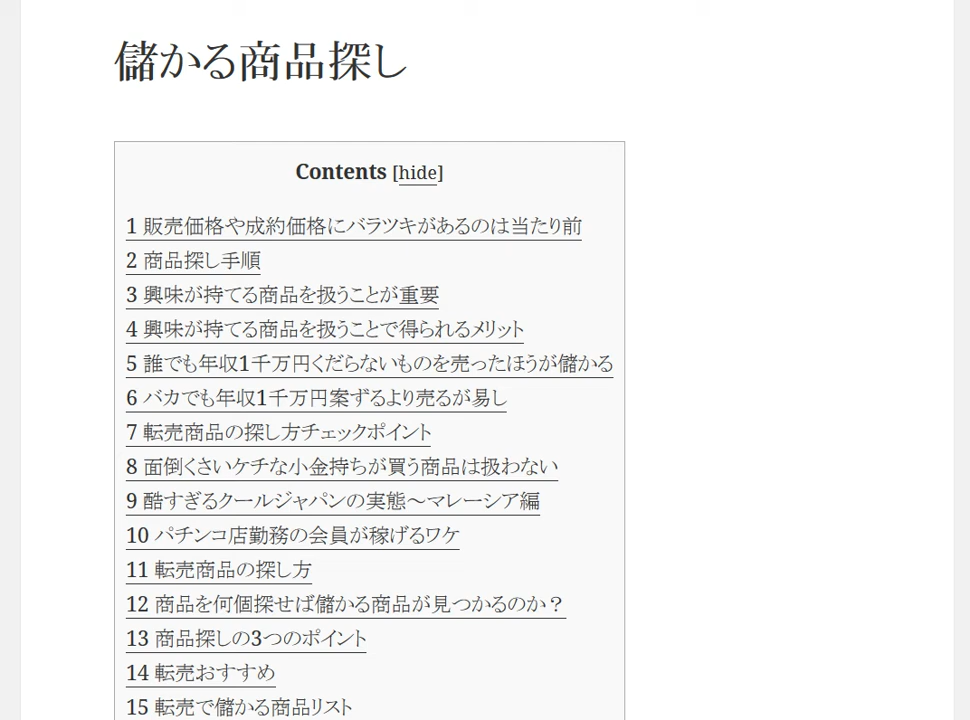 儲かる商品探し
Contents [hide]
1 販売価格や成約価格にバラツキがあるのは当たり前
2 商品探し手順
3 興味が持てる商品を扱うことが重要
4 興味が持てる商品を扱うことで得られるメリット
5 誰でも年収1千万円くだらないものを売ったほうが儲かる
6 バカでも年収1千万円案ずるより売るが易し
7 転売商品の探し方チェックポイント
8 面倒くさいケチな小金持ちが買う商品は扱わない
9 酷すぎるクールジャパンの実態～マレーシア編
10 パチンコ店勤務の会員が稼げるワケ
11 転売商品の探し方
12 商品を何個探せば儲かる商品が見つかるのか？
13 商品探しの3つのポイント
14 転売おすすめ
15 転売で儲かる商品リスト